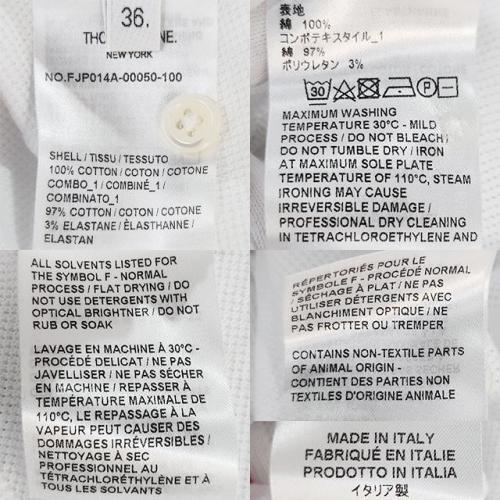 36.
NEW YORK
NO.FJP014A-00050-100
SHELL / TISSU / TESSUTO
100% COTTON / COTON / COTONE
COMBO_1 / COMBINÉ_1 /
COMBINATO_1
97% COTTON / COTON / COTONE
3% ELASTANE / ÉLASTHANNE /
ELASTAN
表地
綿 100%
コンポテキスタイル_1
綿 97%
ポリウレタン 3%
30 P
MAXIMUM WASHING
TEMPERATURE 30°C - MILD
PROCESS / DO NOT BLEACH /
DO NOT TUMBLE DRY / IRON
AT MAXIMUM SOLE PLATE
TEMPERATURE OF 110°C, STEAM
IRONING MAY CAUSE
IRREVERSIBLE DAMAGE /
PROFESSIONAL DRY CLEANING
IN TETRACHLOROETHYLENE AND
ALL SOLVENTS LISTED FOR
THE SYMBOL F - NORMAL
PROCESS / FLAT DRYING / DO
NOT USE DETERGENTS WITH
OPTICAL BRIGHTNER / DO NOT
RUB OR SOAK
LAVAGE EN MACHINE À 30°C -
PROCÉDÉ DELICAT / NE PAS
JAVELLISER / NE PAS SÉCHER
EN MACHINE / REPASSER À
TEMPÉRATURE MAXIMALE DE
110°C, LE REPASSAGE À LA
VAPEUR PEUT CAUSER DES
DOMMAGES IRRÉVERSIBLES /
NETTOYAGE À SEC
PROFESSIONNEL AU
TÉTRACHLORÉTHYLÈNE ET À
TOUS LES SOLVANTS
RÉPERTORIÉS POUR LE
SYMBOLE F - PROCÉDÉ NORMAL
/ SÉCHAGE À PLAT / NE PAS
UTILISER DÉTERGENTS AVEC
BLANCHIMENT OPTIQUE / NE
PAS FROTTER OU TREMPER
CONTAINS NON-TEXTILE PARTS
OF ANIMAL ORIGIN -
CONTIENT DES PARTIES NON
TEXTILES D'ORIGINE ANIMALE
MADE IN ITALY
FABRIQUÉ EN ITALIE
PRODOTTO IN ITALIA
イタリア製